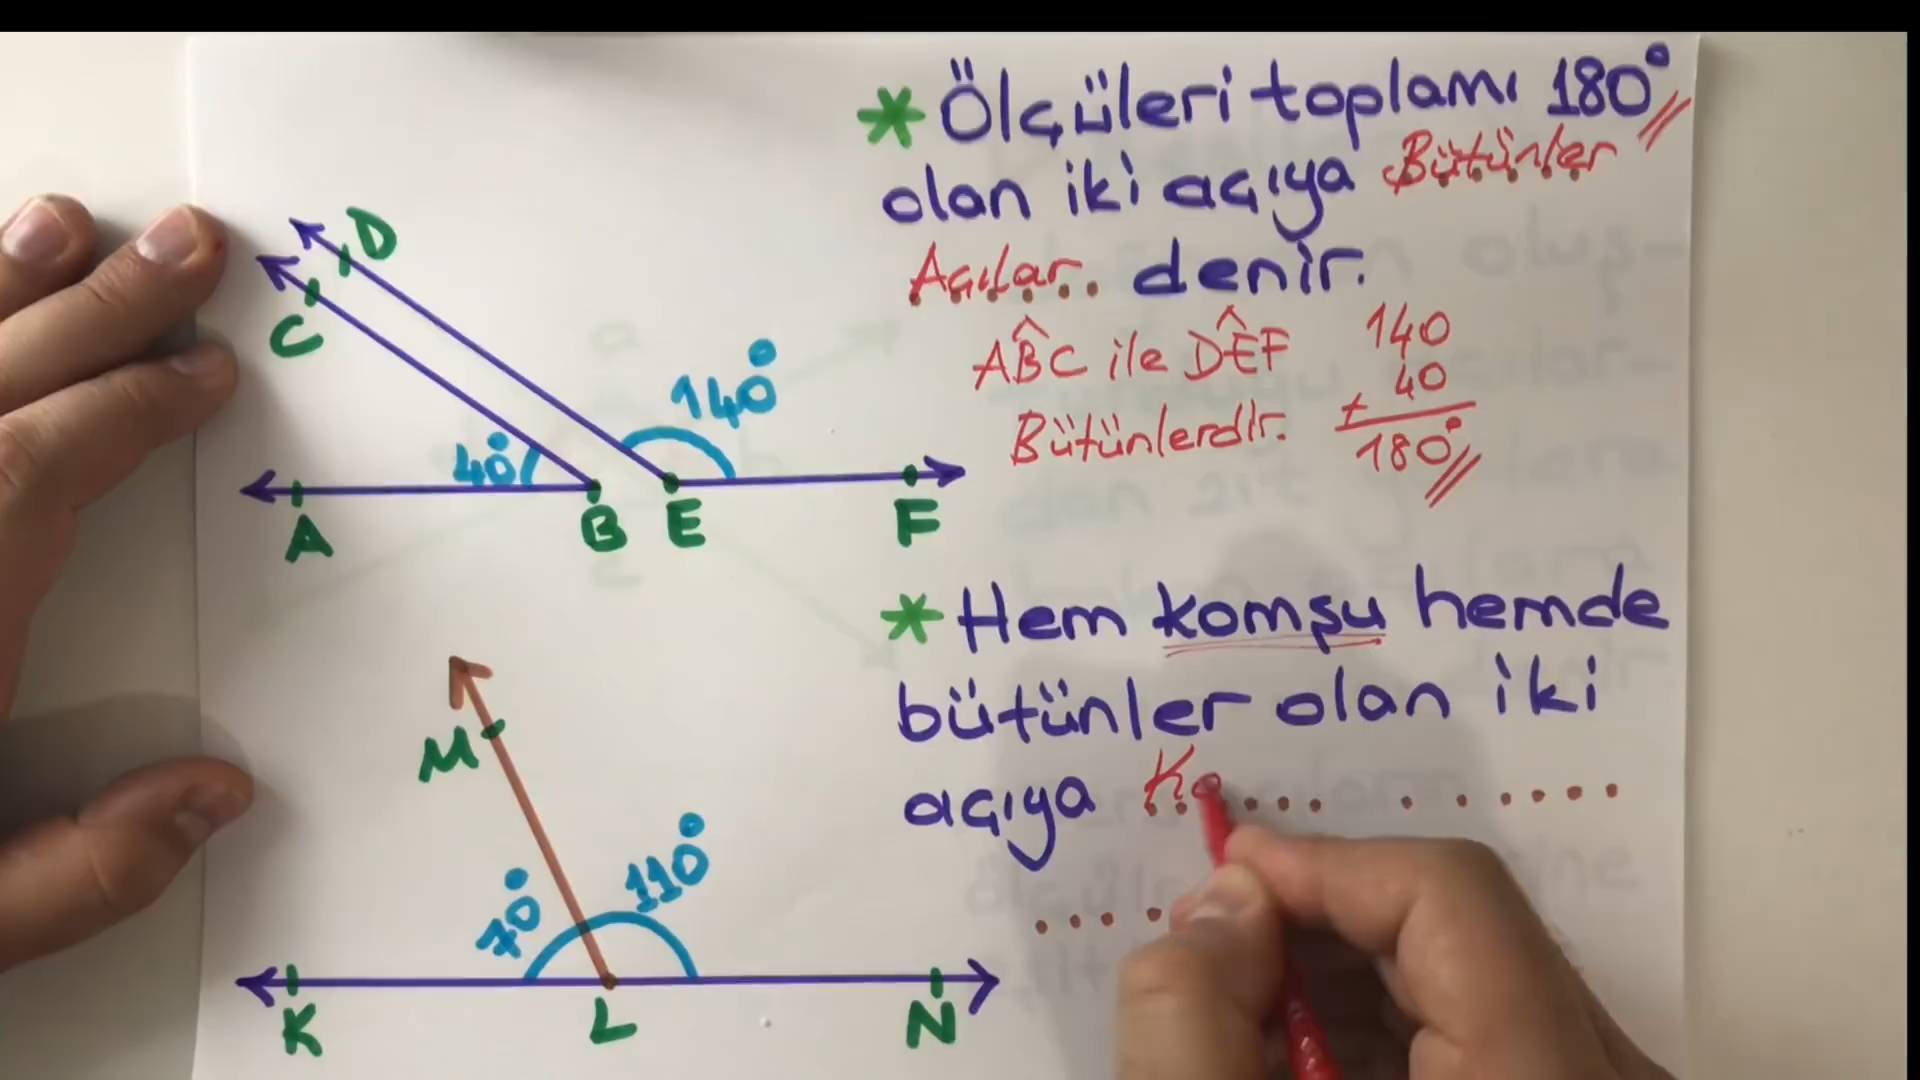 * Ölçüleri toplamı 180°
olan iki açıya Bütünler
Açılar denir.
ABC ile DEF
Bütünlerdir.
140
+ 40
180°
D
C
140°
40°
A
B
E
F
* Hem komşu hemde
bütünler olan iki
açıya Ko
M
70°
110°
K
L
N